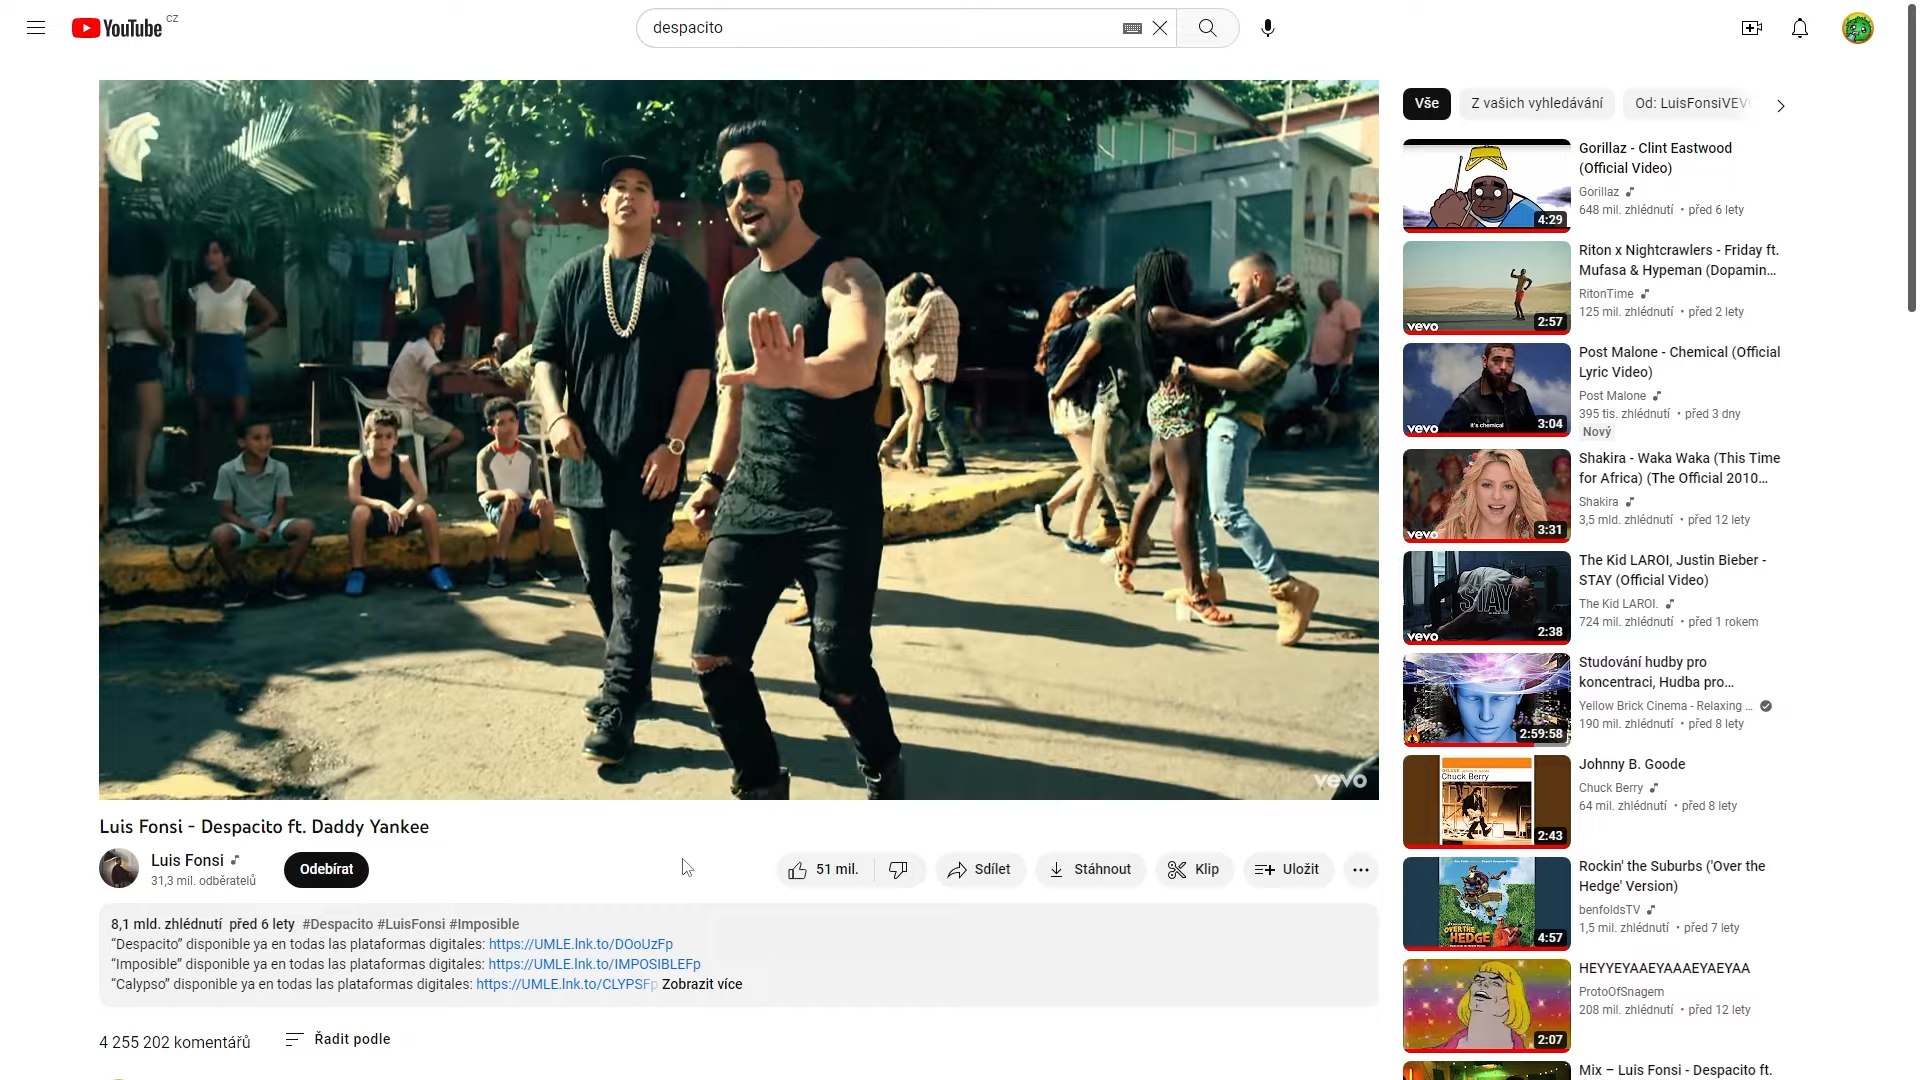 YouTube CZ
despacito
vevo
Luis Fonsi - Despacito ft. Daddy Yankee
Luis Fonsi
31,3 mil. odběratelů
Odebírat
51 mil.
Sdílet
Stáhnout
Klip
Uložit
8,1 mld. zhlédnutí před 6 lety #Despacito #LuisFonsi #Imposible
“Despacito” disponible ya en todas las plataformas digitales: https://UMLE.lnk.to/DOoUzFp
“Imposible” disponible ya en todas las plataformas digitales: https://UMLE.lnk.to/IMPOSIBLEFp
“Calypso” disponible ya en todas las plataformas digitales: https://UMLE.lnk.to/CLYPSFp Zobrazit více
4 255 202 komentářů
Řadit podle
Vše
Z vašich vyhledávání
Od: LuisFonsiVEVO
4:29
Gorillaz - Clint Eastwood
(Official Video)
Gorillaz
648 mil. zhlédnutí • před 6 lety
vevo
2:57
Riton x Nightcrawlers - Friday ft.
Mufasa & Hypeman (Dopamin...
RitonTime
125 mil. zhlédnutí • před 2 lety
it's chemical
vevo
3:04
Post Malone - Chemical (Official
Lyric Video)
Post Malone
395 tis. zhlédnutí • před 3 dny
Nový
vevo
3:31
Shakira - Waka Waka (This Time
for Africa) (The Official 2010...
Shakira
3,5 mld. zhlédnutí • před 12 lety
STAY
vevo
2:38
The Kid LAROI, Justin Bieber -
STAY (Official Video)
The Kid LAROI.
724 mil. zhlédnutí • před 1 rokem
2:59:58
Studování hudby pro
koncentraci, Hudba pro...
Yellow Brick Cinema - Relaxing ...
190 mil. zhlédnutí • před 8 lety
Chuck Berry
2:43
Johnny B. Goode
Chuck Berry
64 mil. zhlédnutí • před 8 lety
OVER THE
HEDGE
4:57
Rockin' the Suburbs ('Over the
Hedge' Version)
benfoldsTV
1,5 mil. zhlédnutí • před 7 lety
2:07
HEYYEYAAEYAAAEYAEYAA
ProtoOfSnagem
208 mil. zhlédnutí • před 12 lety
Mix – Luis Fonsi - Despacito ft.